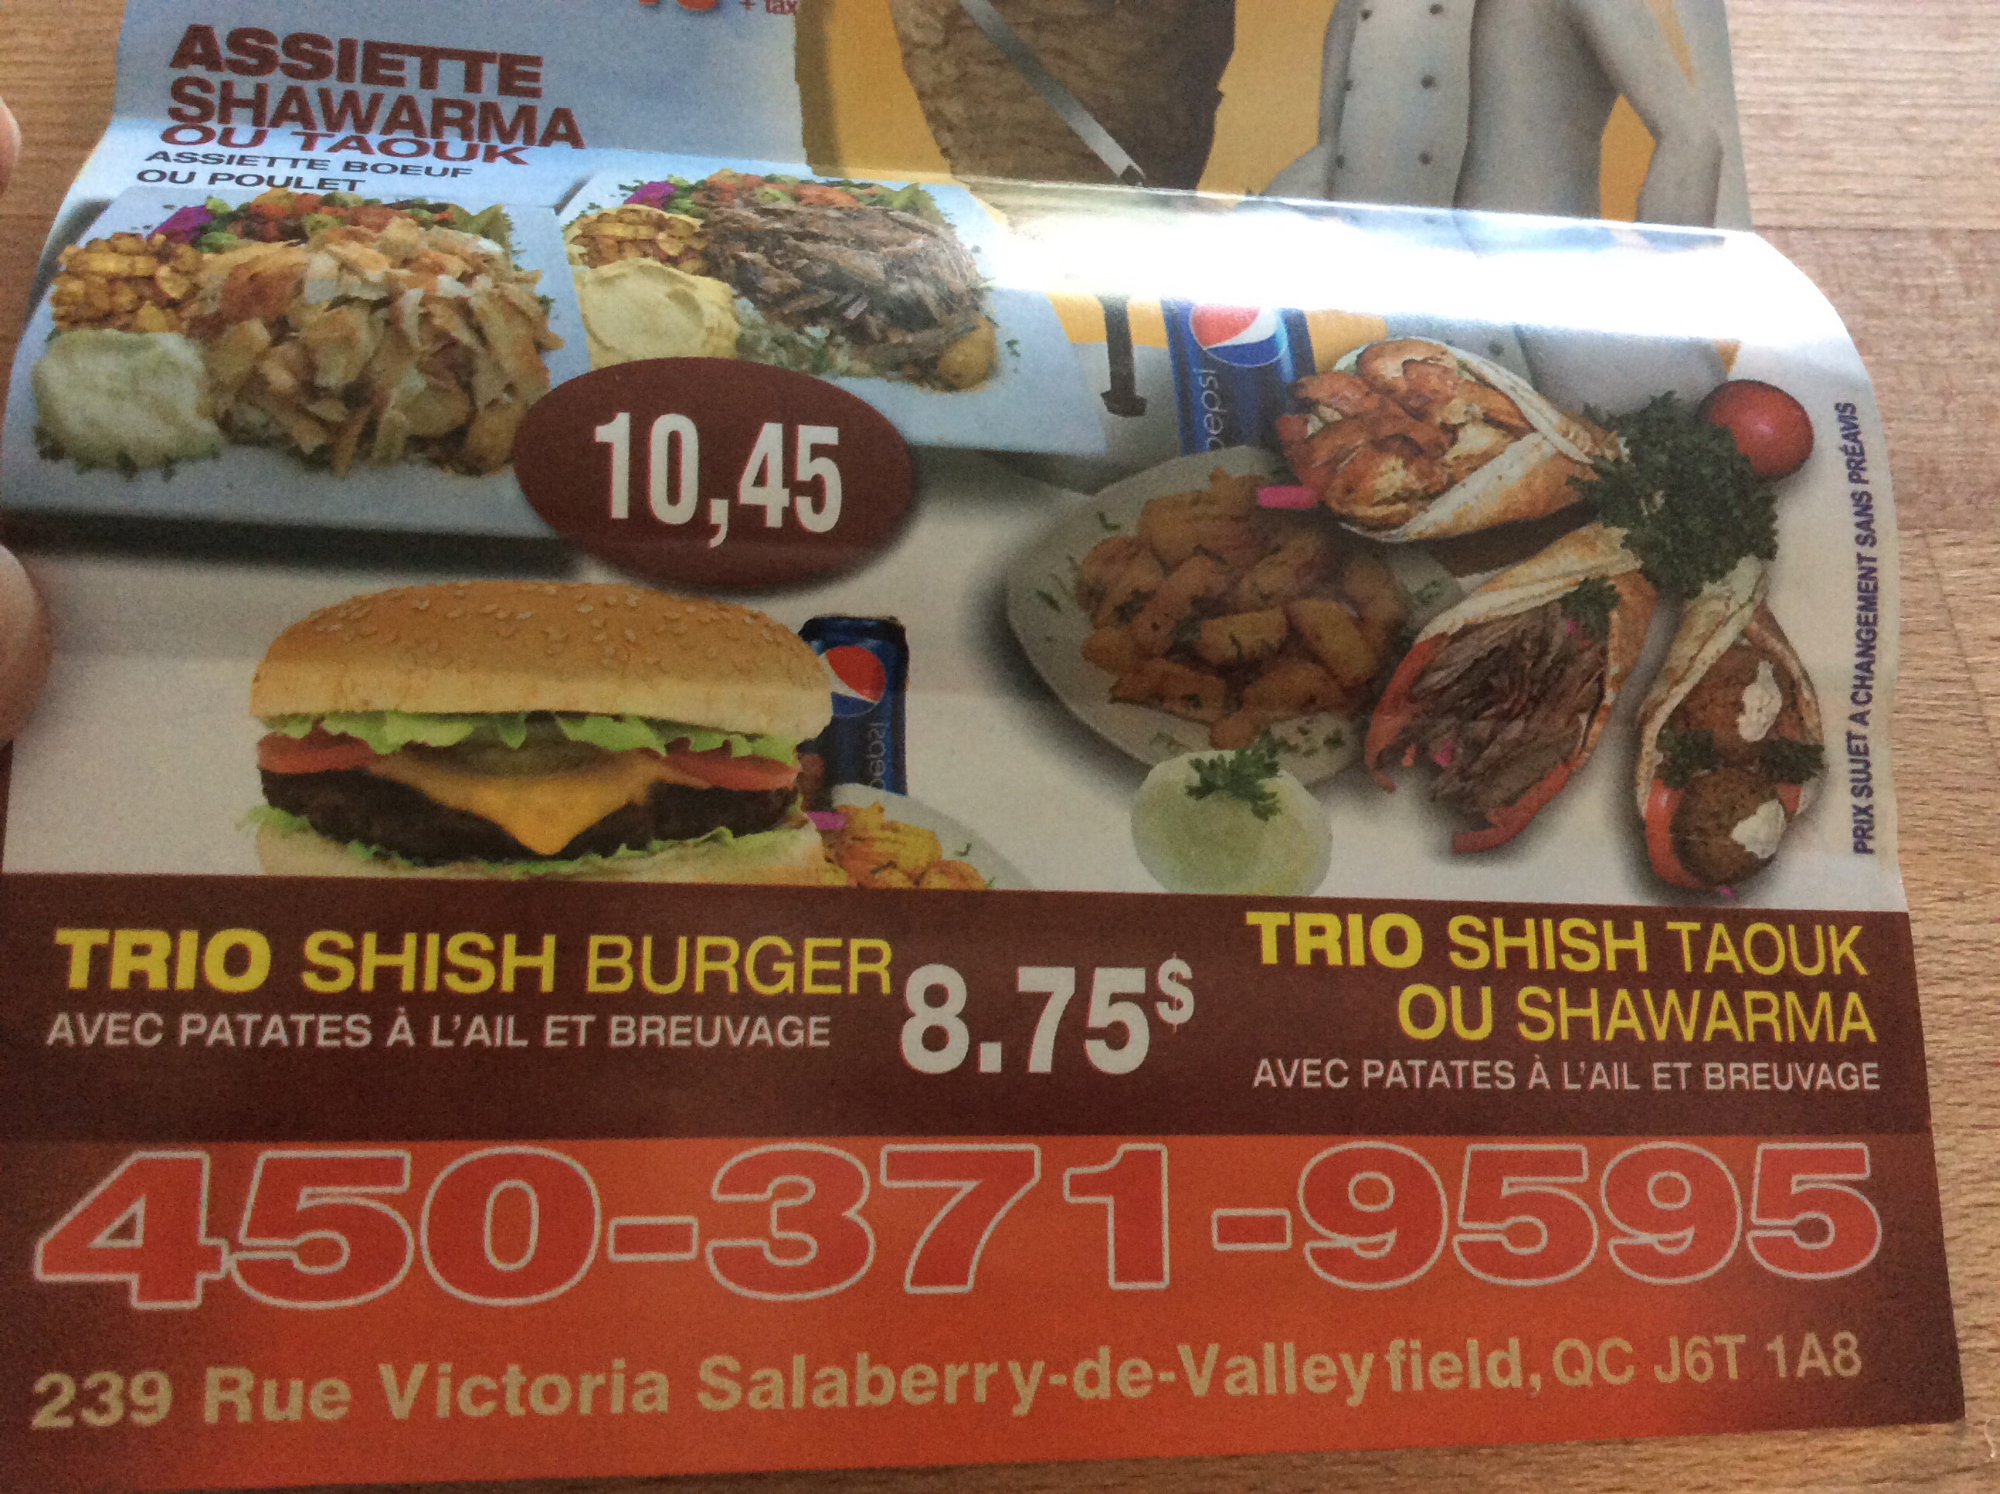 + tax
ASSIETTE
SHAWARMA
OU TAOUK
ASSIETTE BOEUF
OU POULET
10,45
pepsi
pepsi
PRIX SUJET A CHANGEMENT SANS PRÉAVIS
TRIO SHISH BURGER
AVEC PATATES À L'AIL ET BREUVAGE
8.75$
TRIO SHISH TAOUK
OU SHAWARMA
AVEC PATATES À L'AIL ET BREUVAGE
450-371-9595
239 Rue Victoria Salaberry-de-Valleyfield, QC J6T 1A8